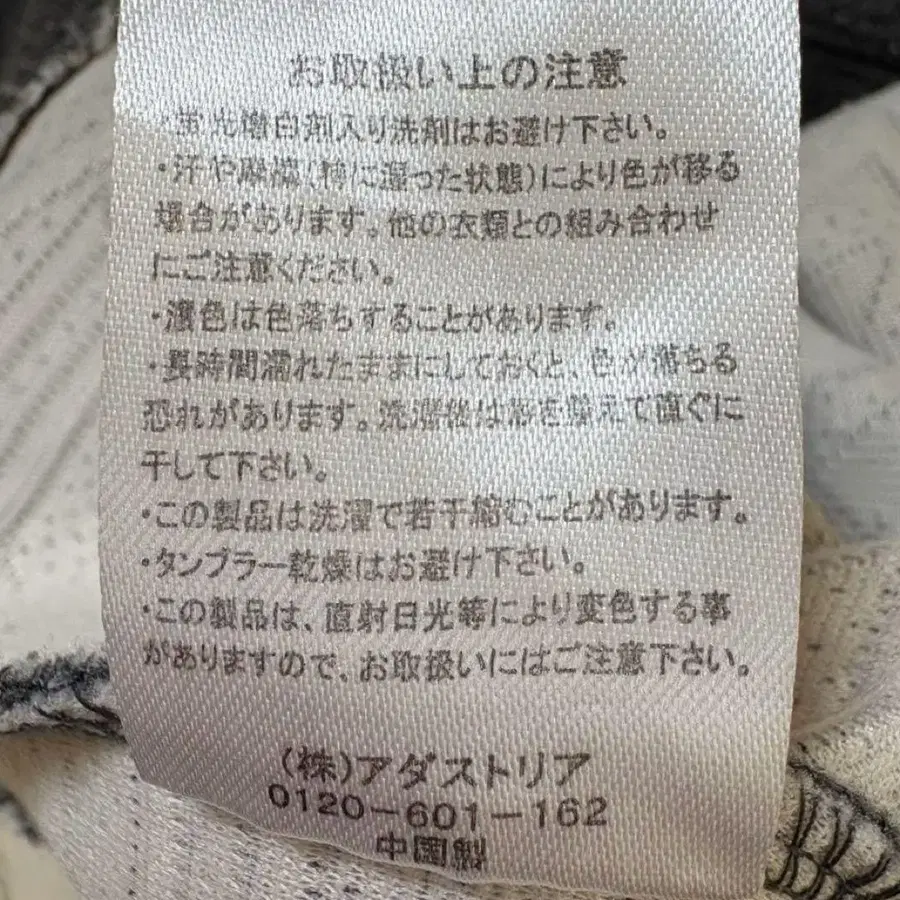 お取扱い上の注意
・蛍光増白剤入り洗剤はお避け下さい。
・汗や摩擦(特に湿った状態)により色が移る
場合があります。他の衣類との組み合わせ
にご注意ください。
・濃色は色落ちすることがあります。
・長時間濡れたままにしておくと、色が落ちる
恐れがあります。洗濯後は形を整えて直ぐに
干して下さい。
・この製品は洗濯で若干縮むことがあります。
・タンブラー乾燥はお避け下さい。
・この製品は、直射日光等により変色する事
がありますので、お取扱いにはご注意下さい。
(株)アダストリア
0120-601-162
中国製